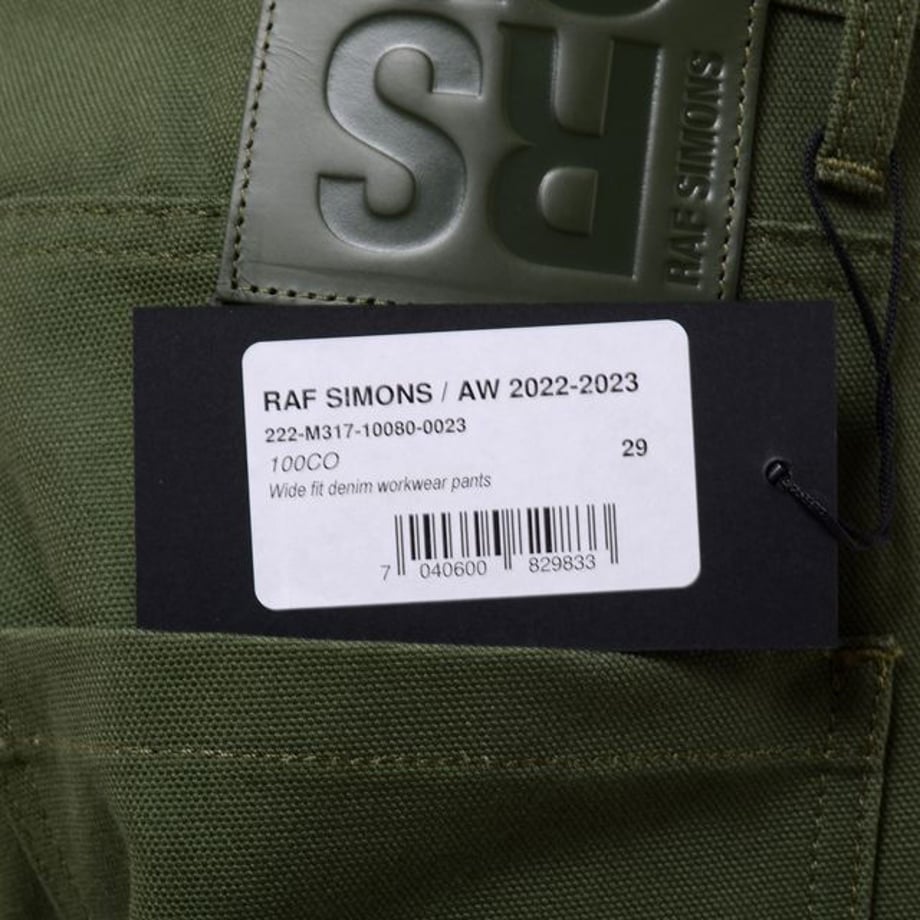 RS
RAF SIMONS
RAF SIMONS / AW 2022-2023
222-M317-10080-0023
100CO
29
Wide fit denim workwear pants
7 040600 829833